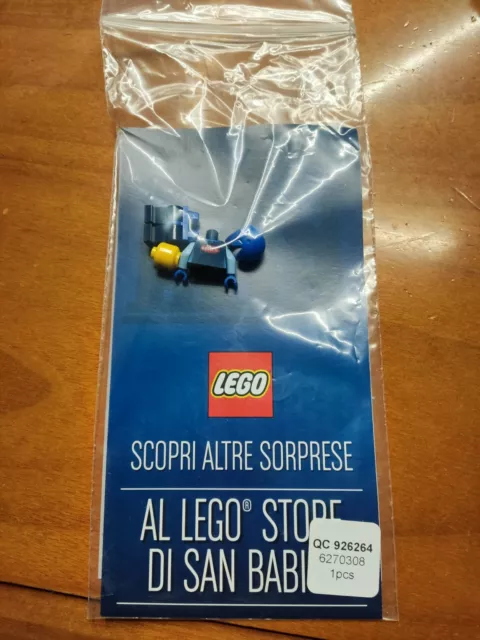 LEGO
SCOPRI ALTRE SORPRESE
AL LEGO® STORE
DI SAN BABI
QC 926264
6270308
1pcs